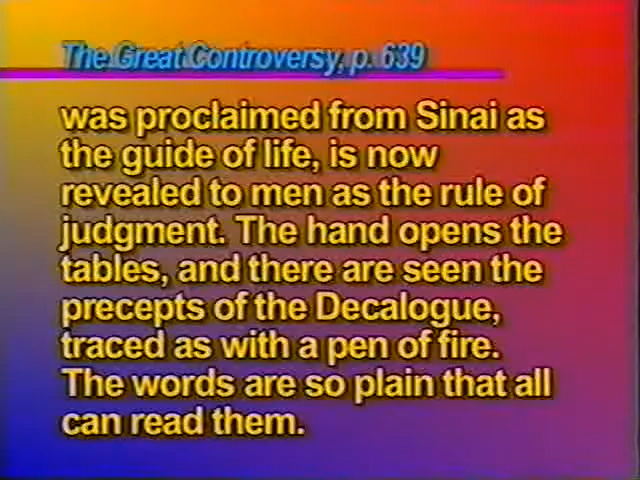 The Great Controversy, p. 639
was proclaimed from Sinai as
the guide of life, is now
revealed to men as the rule of
judgment. The hand opens the
tables, and there are seen the
precepts of the Decalogue,
traced as with a pen of fire.
The words are so plain that all
can read them.